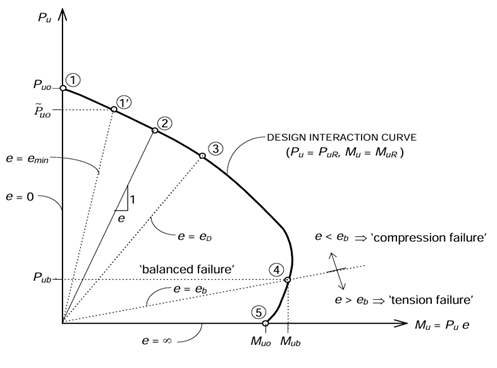 Pu
Puo
1
1'
P̃uo
2
DESIGN INTERACTION CURVE
(Pu = PuR, Mu = MuR)
3
e = emin
e = 0
1
e
e = eD
e < eb ⇒ 'compression failure'
'balanced failure'
4
Pub
e = eb
e > eb ⇒ 'tension failure'
5
Mu = Pu e
e = ∞
Muo
Mub